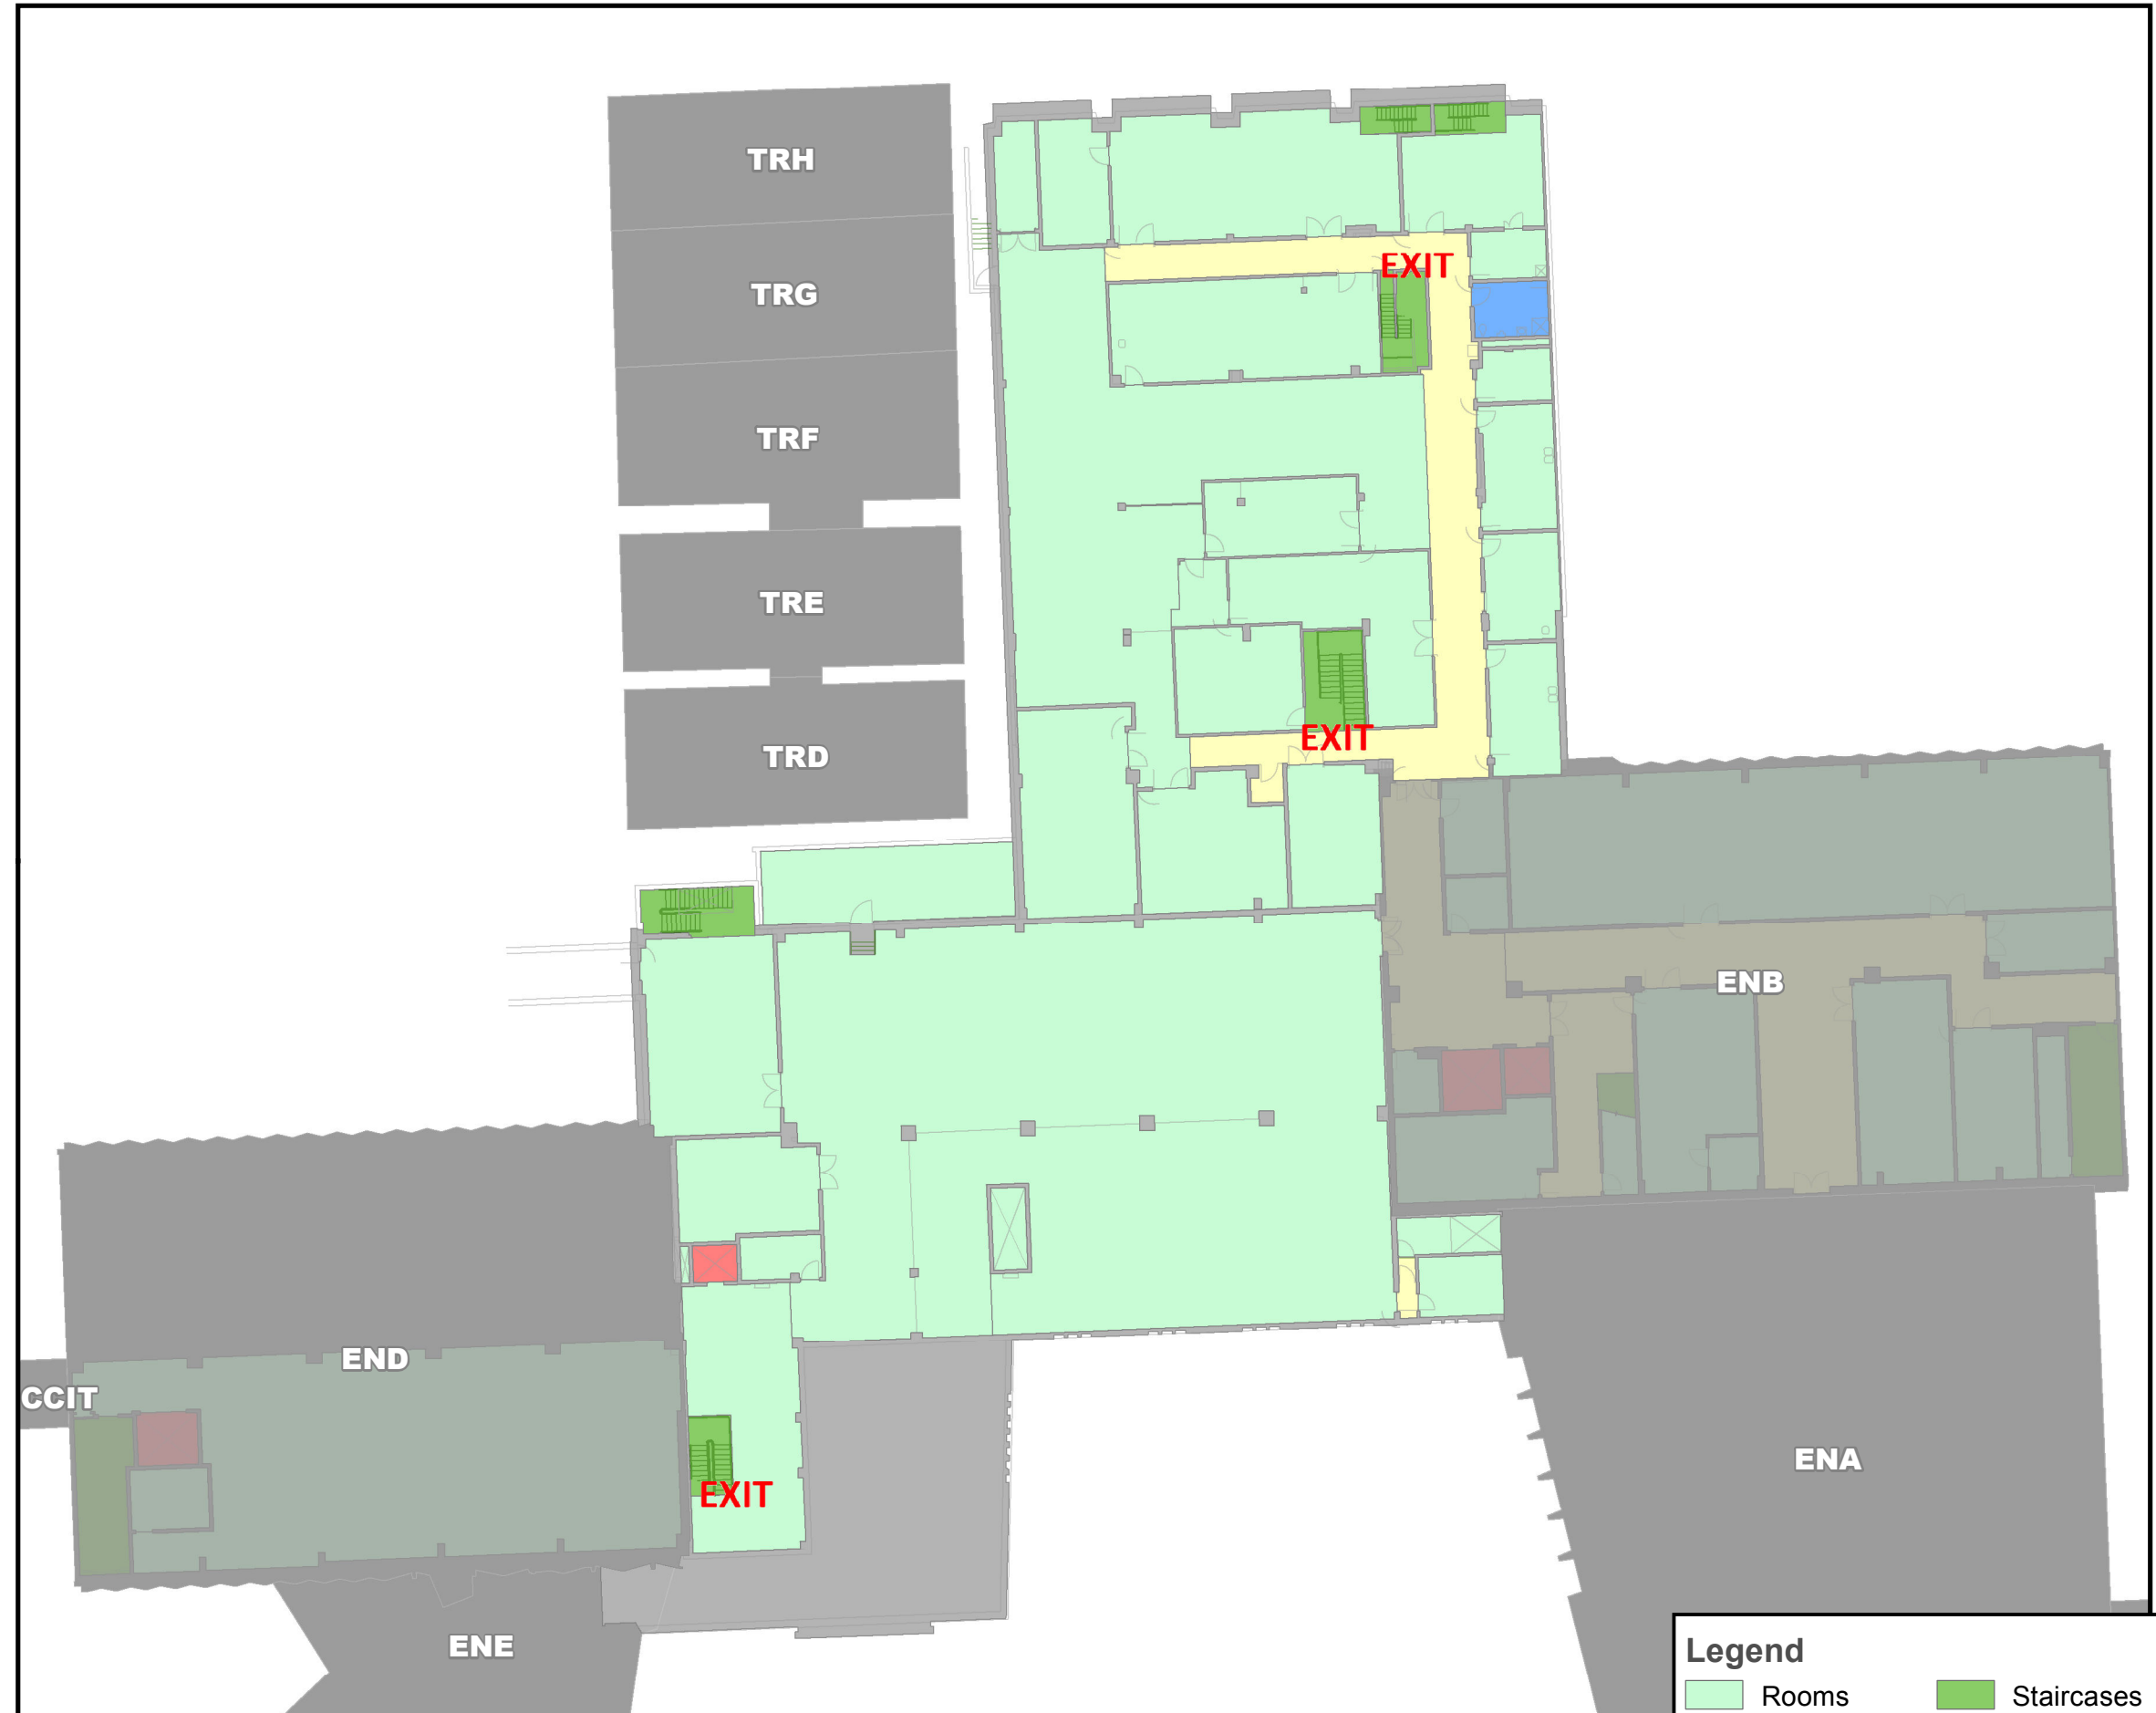 TRH
TRG
EXIT
TRF
TRE
EXIT
TRD
ENB
END
CCIT
ENA
EXIT
ENE
Legend
Rooms
Staircases